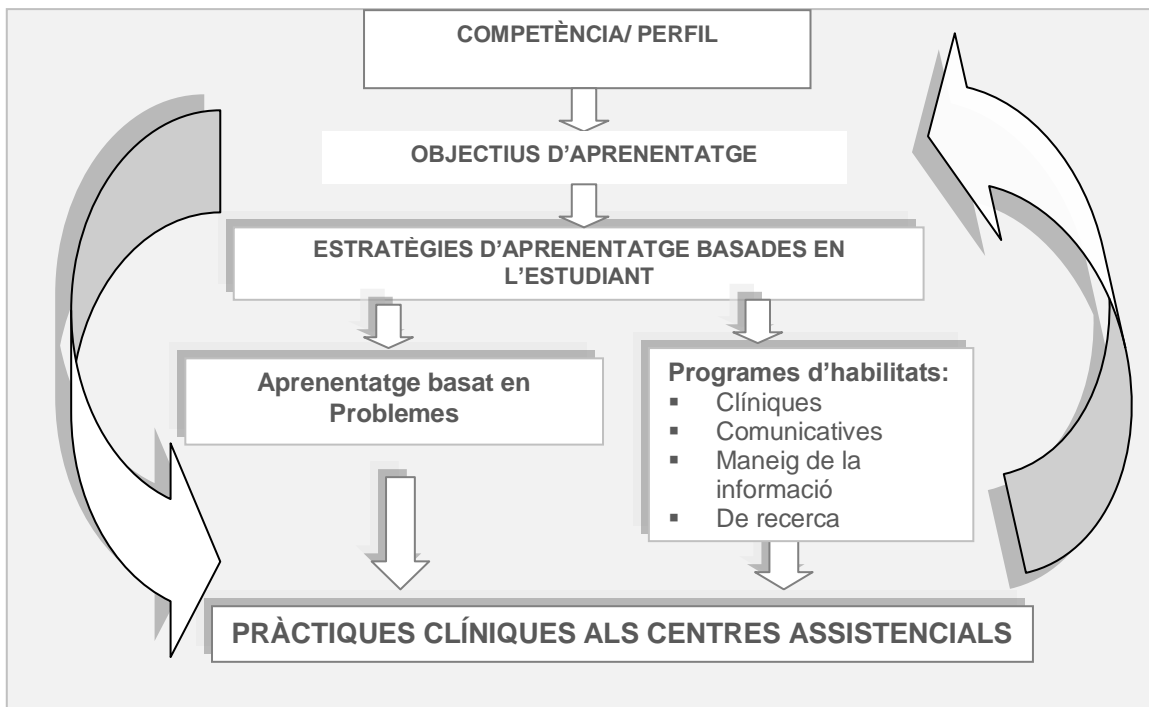 COMPETÈNCIA/ PERFIL
OBJECTIUS D'APRENENTATGE
ESTRATÈGIES D'APRENENTATGE BASADES EN
L'ESTUDIANT
Aprenentatge basat en
Problemes
Programes d’habilitats:
▪ Clíniques
▪ Comunicatives
▪ Maneig de la
informació
▪ De recerca
PRÀCTIQUES CLÍNIQUES ALS CENTRES ASSISTENCIALS